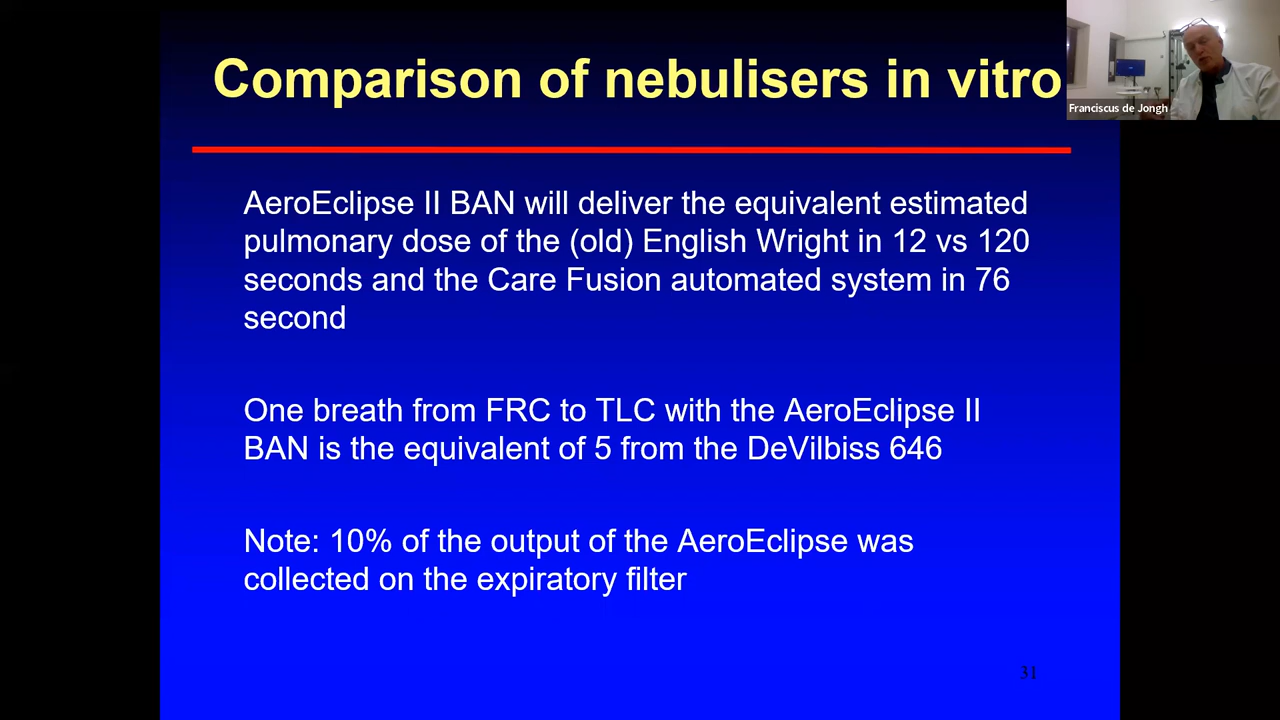 Comparison of nebulisers in vitro
Franciscus de Jongh
AeroEclipse II BAN will deliver the equivalent estimated
pulmonary dose of the (old) English Wright in 12 vs 120
seconds and the Care Fusion automated system in 76
second
One breath from FRC to TLC with the AeroEclipse II
BAN is the equivalent of 5 from the DeVilbiss 646
Note: 10% of the output of the AeroEclipse was
collected on the expiratory filter
31